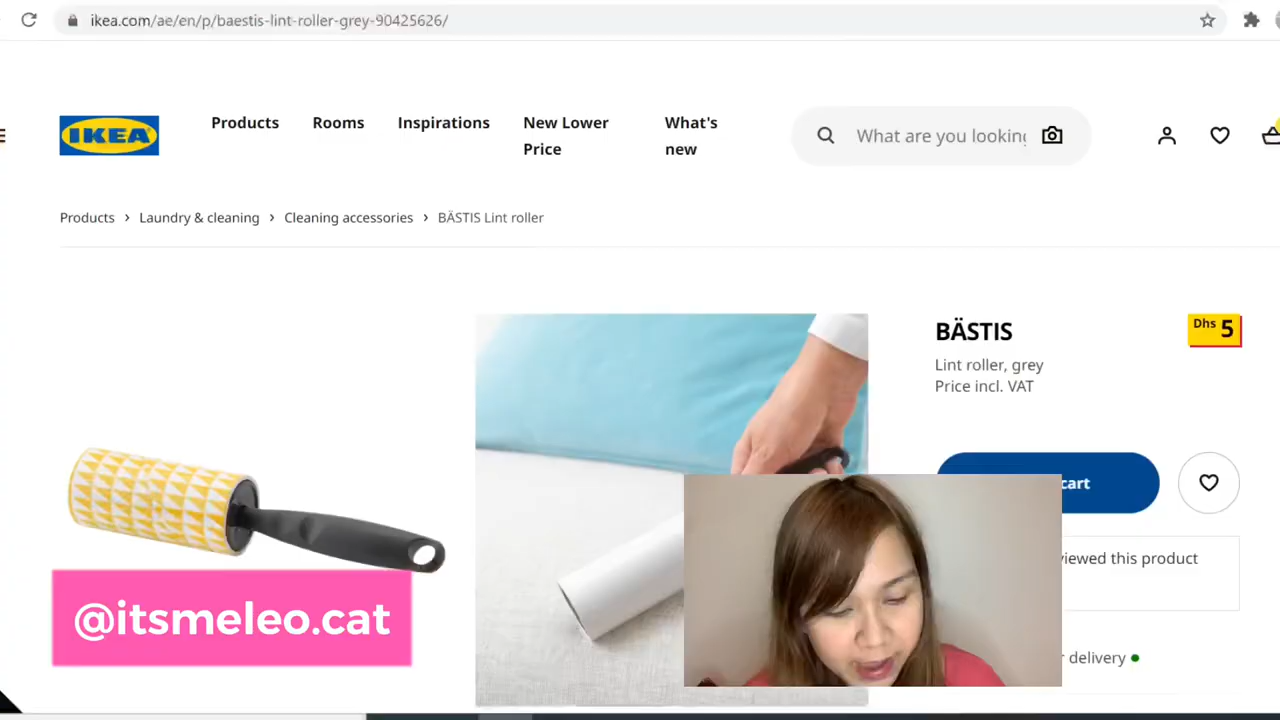 ikea.com/ae/en/p/baestis-lint-roller-grey-90425626/
IKEA
Products
Rooms
Inspirations
New Lower
Price
What's
new
What are you looking
Products › Laundry & cleaning › Cleaning accessories › BÄSTIS Lint roller
BÄSTIS
Dhs 5
Lint roller, grey
Price incl. VAT
cart
viewed this product
delivery
@itsmeleo.cat